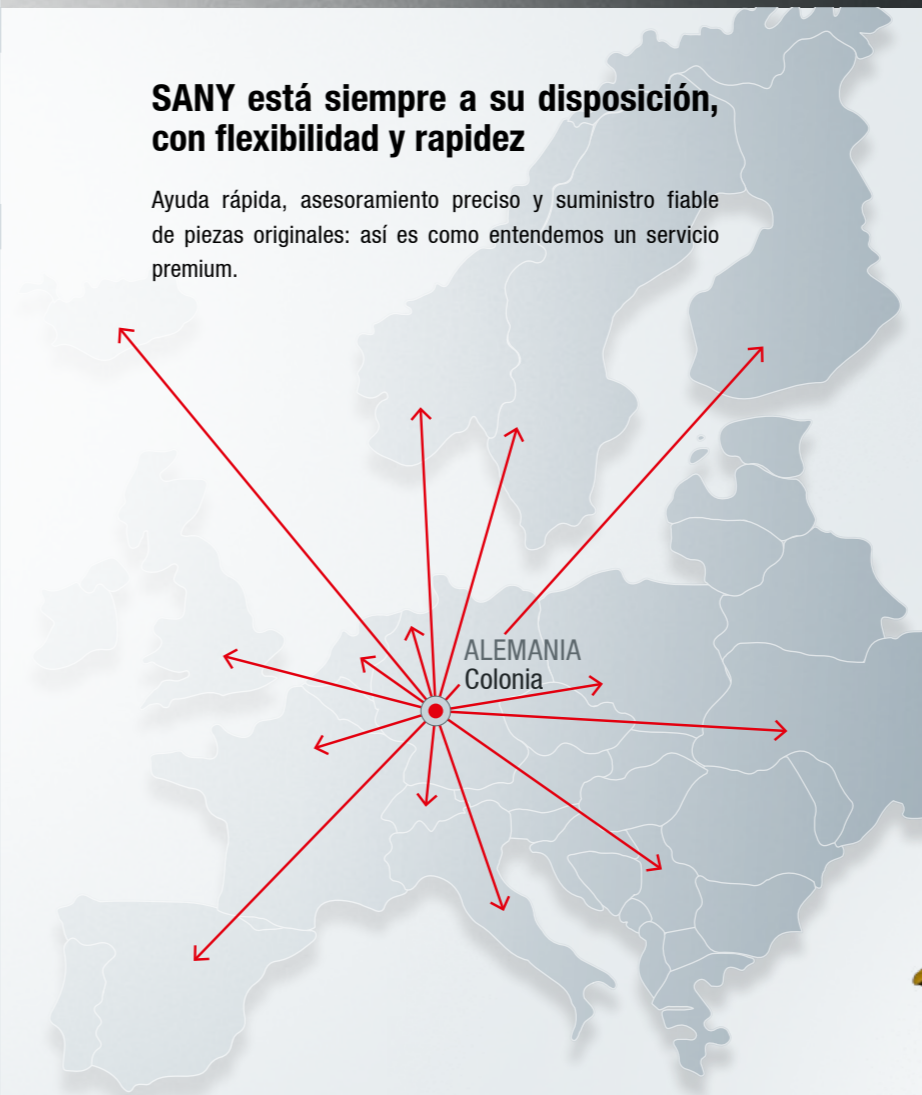 SANY está siempre a su disposición,
con flexibilidad y rapidez
Ayuda rápida, asesoramiento preciso y suministro fiable
de piezas originales: así es como entendemos un servicio
premium.
ALEMANIA
Colonia